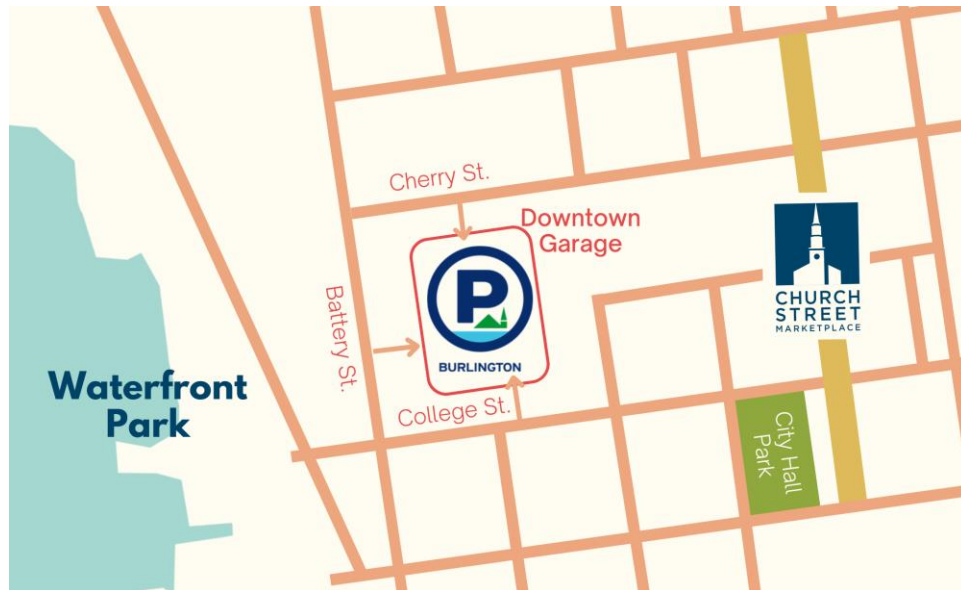 Cherry St.
Downtown
Garage
P
BURLINGTON
Battery St.
College St.
Waterfront
Park
CHURCH
STREET
MARKETPLACE
City Hall
Park